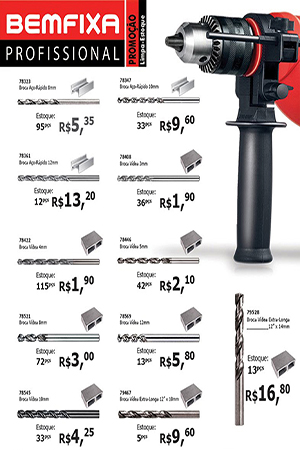 BEMFIXA
PROFISSIONAL
PROMOÇÃO
Limpa Estoque
78323
Broca Aço-Rápido 8mm
Estoque:
95pçs R$5,35
78347
Broca Aço-Rápido 10mm
Estoque:
33pçs R$9,60
78361
Broca Aço-Rápido 12mm
Estoque:
12pçs R$13,20
78408
Broca Vídea 3mm
Estoque:
36pçs R$1,90
78422
Broca Vídea 4mm
Estoque:
115pçs R$1,90
78446
Broca Vídea 5mm
Estoque:
42pçs R$2,10
78521
Broca Vídea 8mm
Estoque:
72pçs R$3,00
78569
Broca Vídea 12mm
Estoque:
13pçs R$5,80
78545
Broca Vídea 10mm
Estoque:
33pçs R$4,25
79467
Broca Vídea Extra-Longa 12" x 10mm
Estoque:
5pçs R$9,60
79528
Broca Vídea Extra-Longa
12" x 14mm
Estoque:
13pçs
R$16,80